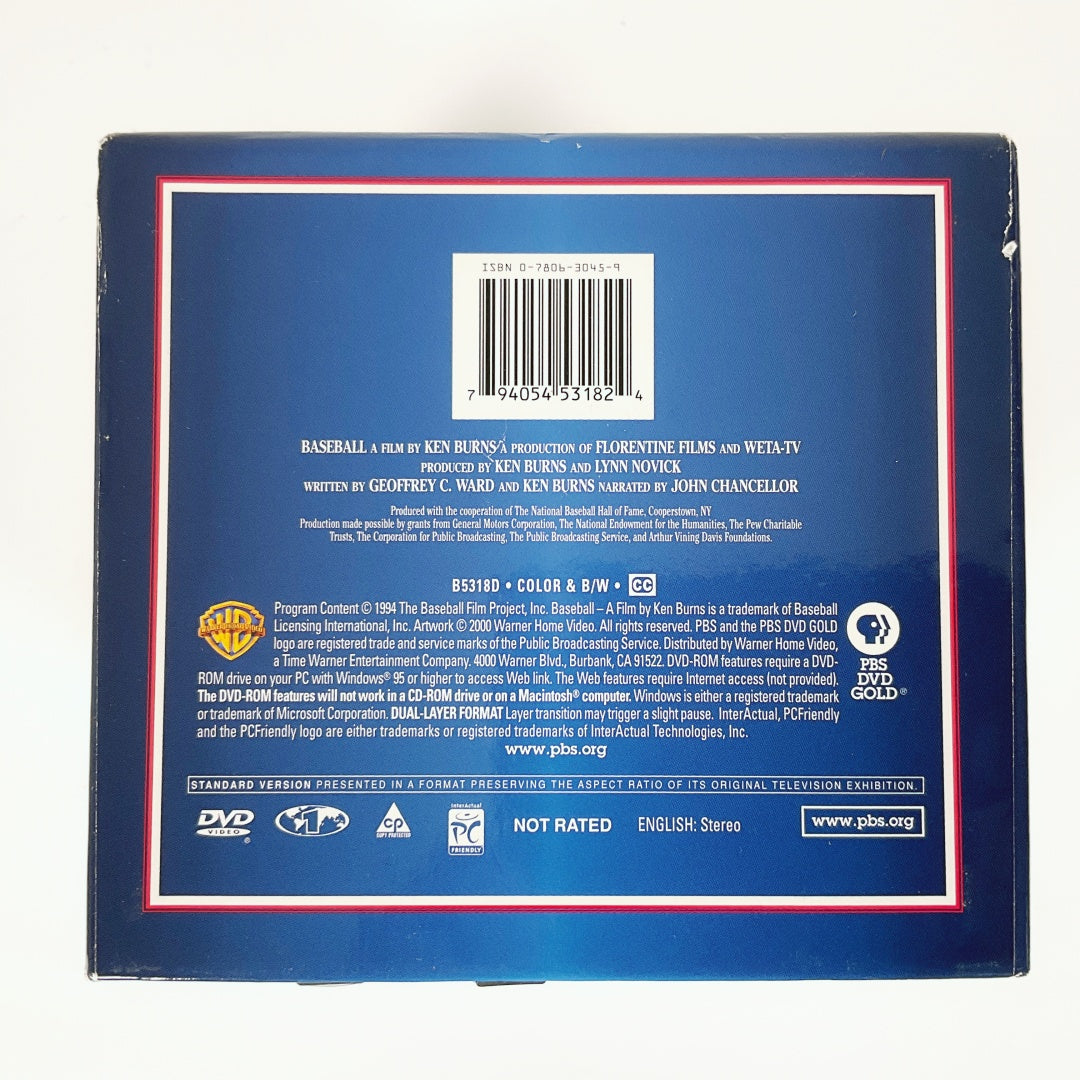 ISBN 0-7806-3045-9
7 94054 53182 4
BASEBALL A FILM BY KEN BURNS A PRODUCTION OF FLORENTINE FILMS AND WETA-TV
PRODUCED BY KEN BURNS AND LYNN NOVICK
WRITTEN BY GEOFFREY C. WARD AND KEN BURNS NARRATED BY JOHN CHANCELLOR
Produced with the cooperation of The National Baseball Hall of Fame, Cooperstown, NY
Production made possible by grants from General Motors Corporation, The National Endowment for the Humanities, The Pew Charitable
Trusts, The Corporation for Public Broadcasting, The Public Broadcasting Service, and Arthur Vining Davis Foundations.
B5318D • COLOR & B/W • CC
Program Content © 1994 The Baseball Film Project, Inc. Baseball – A Film by Ken Burns is a trademark of Baseball
Licensing International, Inc. Artwork © 2000 Warner Home Video. All rights reserved. PBS and the PBS DVD GOLD
logo are registered trade and service marks of the Public Broadcasting Service. Distributed by Warner Home Video,
a Time Warner Entertainment Company. 4000 Warner Blvd., Burbank, CA 91522. DVD-ROM features require a DVD-
ROM drive on your PC with Windows® 95 or higher to access Web link. The Web features require Internet access (not provided).
The DVD-ROM features will not work in a CD-ROM drive or on a Macintosh® computer. Windows is either a registered trademark
or trademark of Microsoft Corporation. DUAL-LAYER FORMAT Layer transition may trigger a slight pause. InterActual, PCFriendly
and the PCFriendly logo are either trademarks or registered trademarks of InterActual Technologies, Inc.
www.pbs.org
WB
PBS
DVD
GOLD®
STANDARD VERSION PRESENTED IN A FORMAT PRESERVING THE ASPECT RATIO OF ITS ORIGINAL TELEVISION EXHIBITION.
DVD
VIDEO ®
1
cp
COPY PROTECTED
InterActual
PC
FRIENDLY
NOT RATED
ENGLISH: Stereo
www.pbs.org